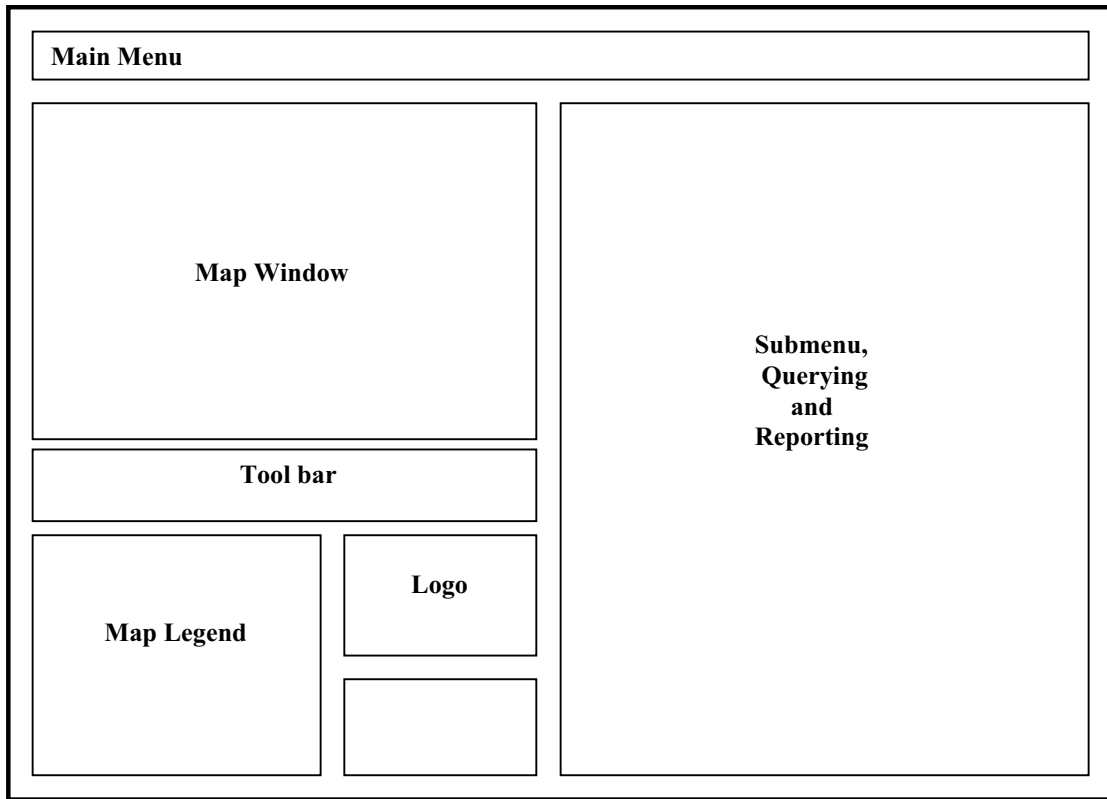 Main Menu
Map Window
Submenu,
Querying
and
Reporting
Tool bar
Logo
Map Legend